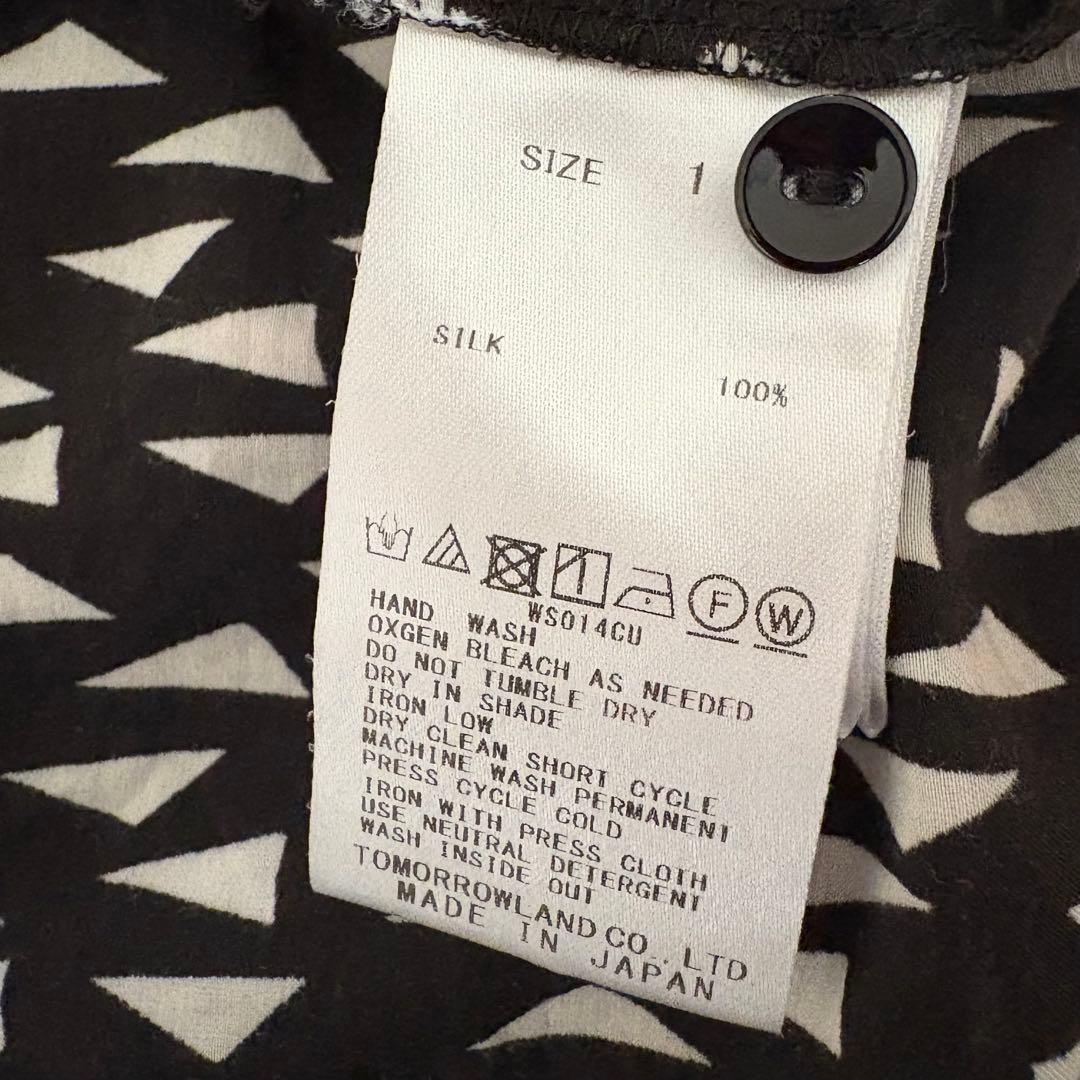 SIZE 1
SILK
100%
F W
WS014CU
HAND WASH
OXGEN BLEACH AS NEEDED
DO NOT TUMBLE DRY
DRY IN SHADE
IRON LOW
DRY CLEAN SHORT CYCLE
MACHINE WASH PERMANENT
PRESS CYCLE COLD
IRON WITH PRESS CLOTH
USE NEUTRAL DETERGENT
WASH INSIDE OUT
TOMORROWLAND CO., LTD
MADE IN JAPAN